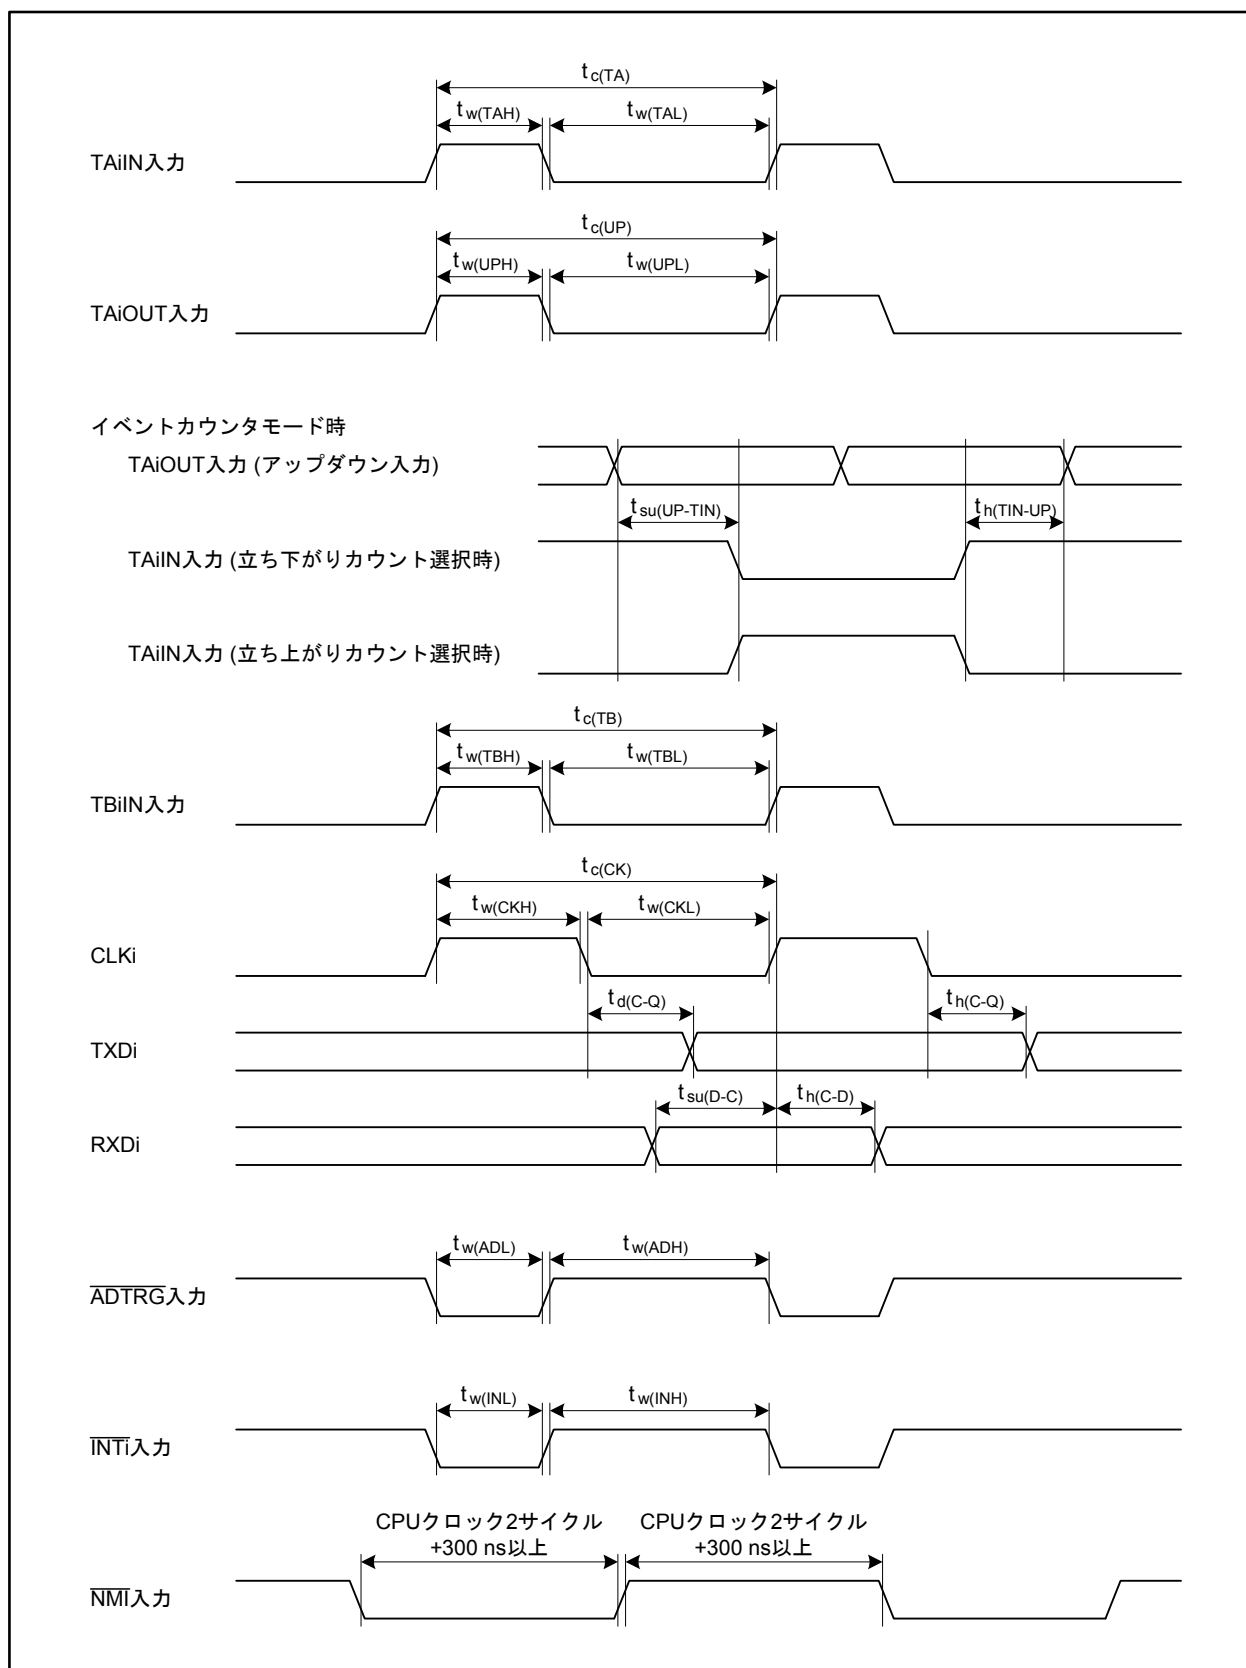 tc(TA)
tw(TAH)
tw(TAL)
TAiIN入力
tc(UP)
tw(UPH)
tw(UPL)
TAiOUT入力
イベントカウンタモード時
TAiOUT入力 (アップダウン入力)
tsu(UP-TIN)
th(TIN-UP)
TAiIN入力 (立ち下がりカウント選択時)
TAiIN入力 (立ち上がりカウント選択時)
tc(TB)
tw(TBH)
tw(TBL)
TBiIN入力
tc(CK)
tw(CKH)
tw(CKL)
CLKi
td(C-Q)
th(C-Q)
TXDi
tsu(D-C)
th(C-D)
RXDi
tw(ADL)
tw(ADH)
ADTRG入力
tw(INL)
tw(INH)
INTi入力
CPUクロック2サイクル
+300 ns以上
CPUクロック2サイクル
+300 ns以上
NMI入力